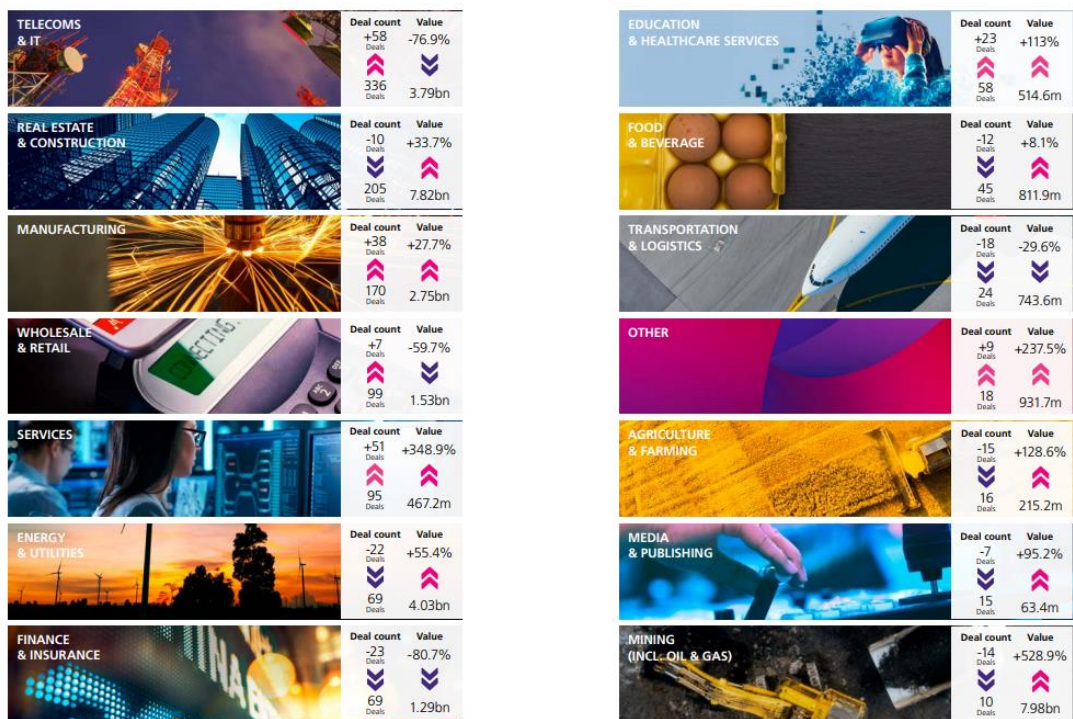 TELECOMS
& IT
Deal count Value
+58 -76.9%
Deals
336 3.79bn
Deals
REAL ESTATE
& CONSTRUCTION
Deal count Value
-10 +33.7%
Deals
205 7.82bn
Deals
MANUFACTURING
Deal count Value
+38 +27.7%
Deals
170 2.75bn
Deals
WHOLESALE
& RETAIL
CONNECTING.
ABC
2
Deal count Value
+7 -59.7%
Deals
99 1.53bn
Deals
SERVICES
Deal count Value
+51 +348.9%
Deals
95 467.2m
Deals
ENERGY
& UTILITIES
Deal count Value
-22 +55.4%
Deals
69 4.03bn
Deals
FINANCE
& INSURANCE
Deal count Value
-23 -80.7%
Deals
69 1.29bn
Deals
EDUCATION
& HEALTHCARE SERVICES
Deal count Value
+23 +113%
Deals
58 514.6m
Deals
FOOD
& BEVERAGE
Deal count Value
-12 +8.1%
Deals
45 811.9m
Deals
TRANSPORTATION
& LOGISTICS
Deal count Value
-18 -29.6%
Deals
24 743.6m
Deals
OTHER
Deal count Value
+9 +237.5%
Deals
18 931.7m
Deals
AGRICULTURE
& FARMING
Deal count Value
-15 +128.6%
Deals
16 215.2m
Deals
MEDIA
& PUBLISHING
Deal count Value
-7 +95.2%
Deals
15 63.4m
Deals
MINING
(INCL. OIL & GAS)
Deal count Value
-14 +528.9%
Deals
10 7.98bn
Deals